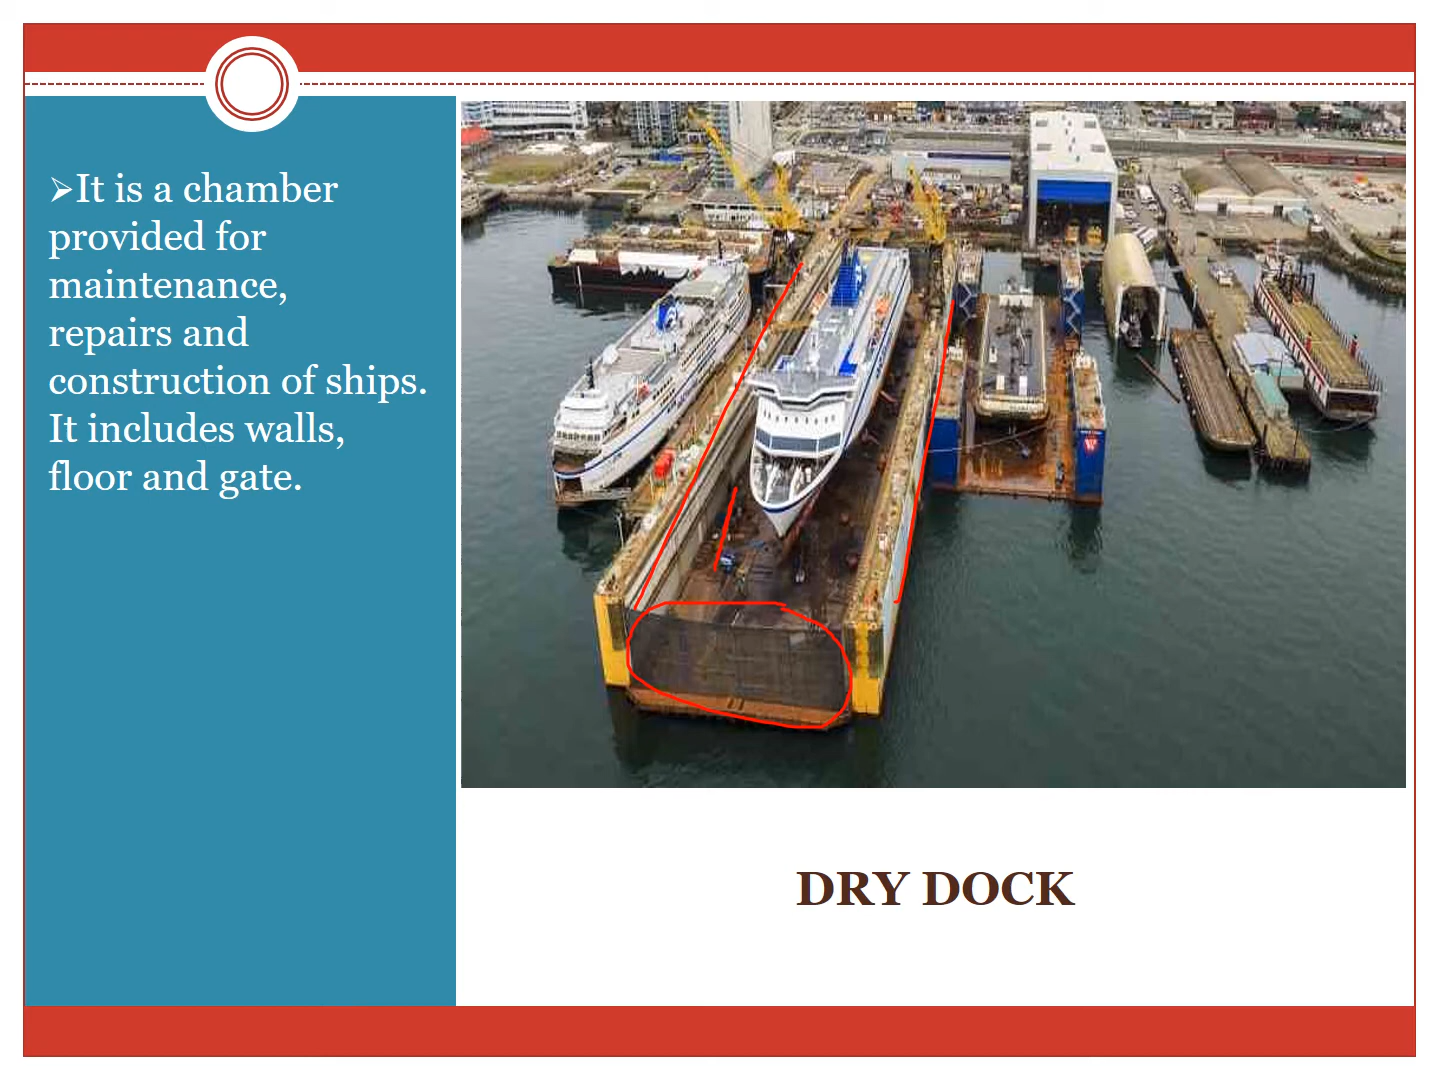 ➢It is a chamber
provided for
maintenance,
repairs and
construction of ships.
It includes walls,
floor and gate.
DRY DOCK